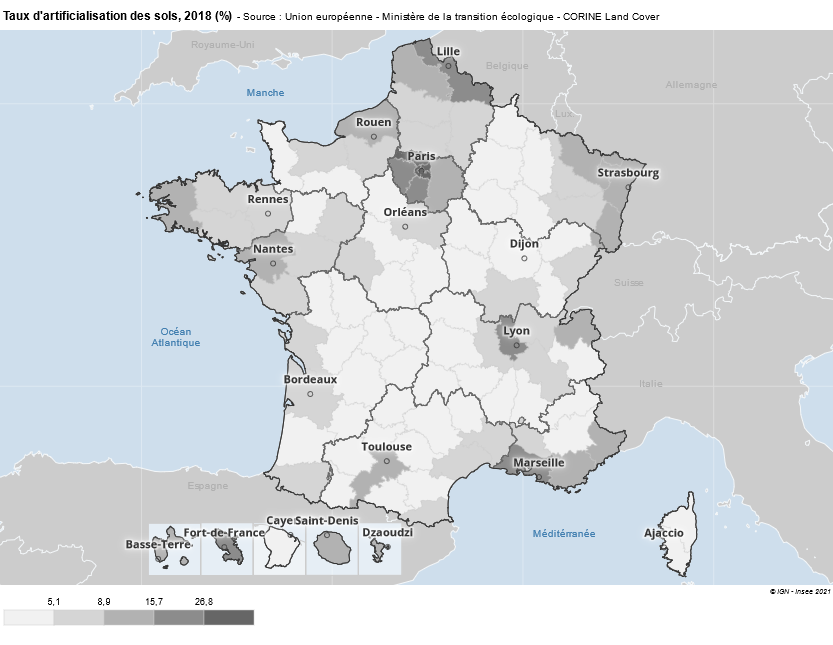 Taux d'artificialisation des sols, 2018 (%) - Source : Union européenne - Ministère de la transition écologique - CORINE Land Cover
Royaume-Uni
Lille
Belgique
Allemagne
Manche
Lux
Rouen
Paris
Strasbourg
Rennes
Orléans
Nantes
Dijon
Suisse
Océan
Atlantique
Lyon
Bordeaux
Italie
Toulouse
Marseille
Espagne
Basse-Terre
Fort-de-France
Caye
Saint-Denis
Dzaoudzi
Méditérranée
Ajaccio
© IGN - Insee 2021
5,1
8,9
15,7
26,8